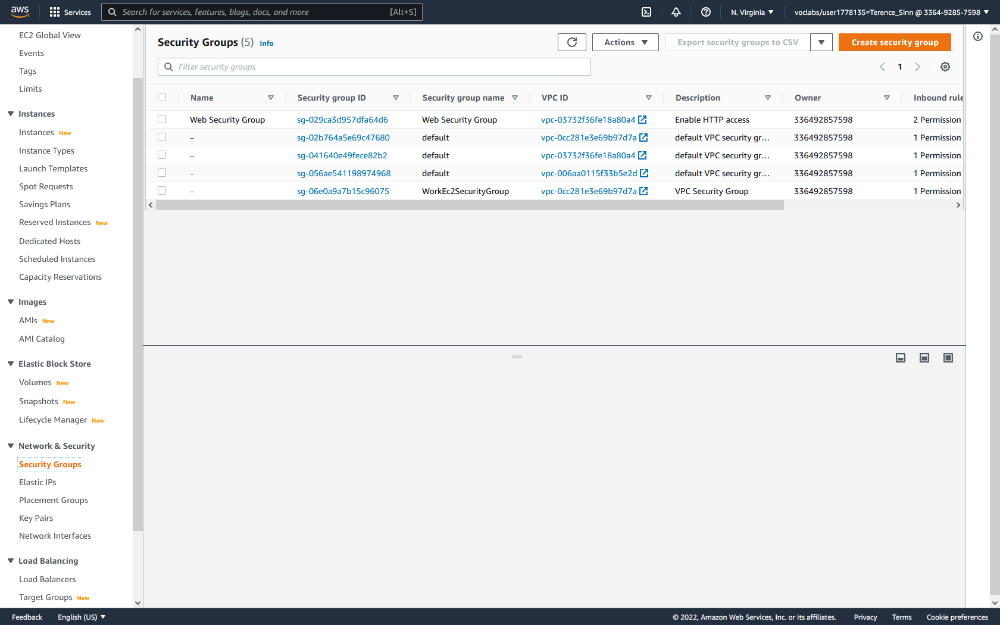 aws
Services
Search for services, features, blogs, docs, and more
[Alt+S]
N. Virginia
voclabs/user1778135=Terence_Sinn @ 3364-9285-7598
EC2 Global View
Events
Tags
Limits
Instances
Instances New
Instance Types
Launch Templates
Spot Requests
Savings Plans
Reserved Instances New
Dedicated Hosts
Scheduled Instances
Capacity Reservations
Images
AMIs New
AMI Catalog
Elastic Block Store
Volumes New
Snapshots New
Lifecycle Manager New
Network & Security
Security Groups
Elastic IPs
Placement Groups
Key Pairs
Network Interfaces
Load Balancing
Load Balancers
Target Groups New
Security Groups (5) Info
Actions
Export security groups to CSV
Create security group
Filter security groups
1
Name Security group ID Security group name VPC ID Description Owner Inbound rule
Web Security Group sg-029ca3d957dfa64d6 Web Security Group vpc-03732f36fe18a80a4 Enable HTTP access 336492857598 2 Permission
– sg-02b764a5e69c47680 default vpc-0cc281e3e69b97d7a default VPC security gr... 336492857598 1 Permission
– sg-041640e49fece82b2 default vpc-03732f36fe18a80a4 default VPC security gr... 336492857598 1 Permission
– sg-056ae541198974968 default vpc-006aa0115f33b5e2d default VPC security gr... 336492857598 1 Permission
– sg-06e0a9a7b15c96075 WorkEc2SecurityGroup vpc-0cc281e3e69b97d7a VPC Security Group 336492857598 1 Permission
Feedback
English (US)
© 2022, Amazon Web Services, Inc. or its affiliates.
Privacy
Terms
Cookie preferences